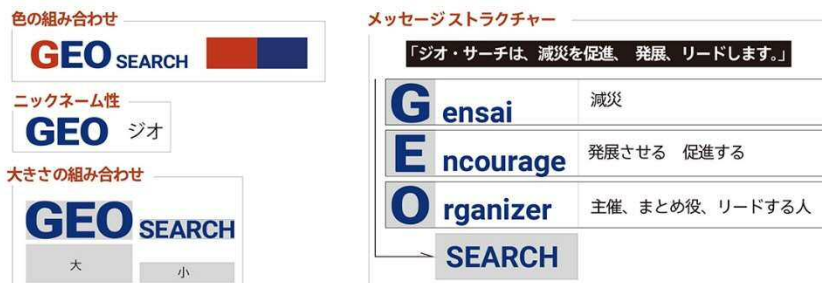 色の組み合わせ
GEO SEARCH
ニックネーム性
GEO ジオ
大きさの組み合わせ
GEO SEARCH
大 小
メッセージストラクチャー
「ジオ・サーチは、減災を促進、発展、リードします。」
Gensai 減災
Encourage 発展させる 促進する
Organizer 主催、まとめ役、リードする人
SEARCH